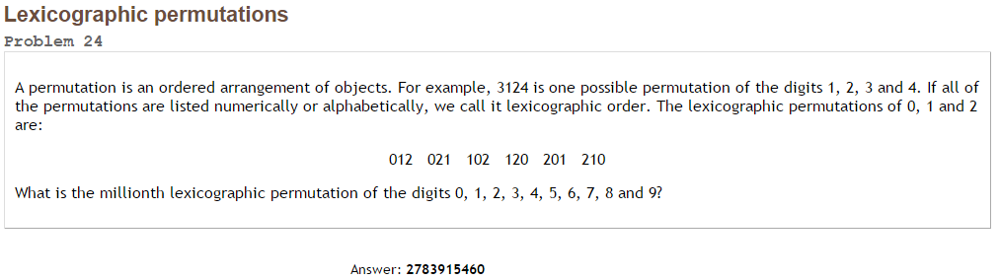 Lexicographic permutations
Problem 24
A permutation is an ordered arrangement of objects. For example, 3124 is one possible permutation of the digits 1, 2, 3 and 4. If all of
the permutations are listed numerically or alphabetically, we call it lexicographic order. The lexicographic permutations of 0, 1 and 2
are:
012 021 102 120 201 210
What is the millionth lexicographic permutation of the digits 0, 1, 2, 3, 4, 5, 6, 7, 8 and 9?
Answer: 2783915460